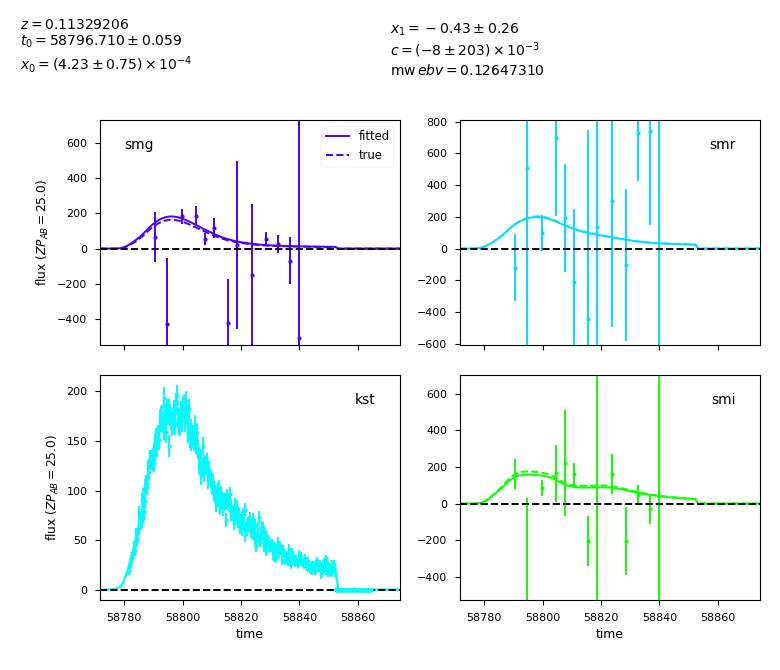 z = 0.11329206
t0 = 58796.710 ± 0.059
x0 = (4.23 ± 0.75) × 10^−4
x1 = −0.43 ± 0.26
c = (−8 ± 203) × 10^−3
mw ebv = 0.12647310
smg
fitted
true
600
400
200
0
−200
−400
flux (ZP_AB = 25.0)
smr
800
600
400
200
0
−200
−400
−600
kst
200
150
100
50
0
flux (ZP_AB = 25.0)
58780 58800 58820 58840 58860
time
smi
600
400
200
0
−200
−400
58780 58800 58820 58840 58860
time